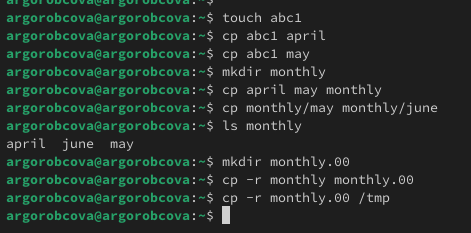 argorobcova@argorobcova:~$ touch abc1
argorobcova@argorobcova:~$ cp abc1 april
argorobcova@argorobcova:~$ cp abc1 may
argorobcova@argorobcova:~$ mkdir monthly
argorobcova@argorobcova:~$ cp april may monthly
argorobcova@argorobcova:~$ cp monthly/may monthly/june
argorobcova@argorobcova:~$ ls monthly
april  june  may
argorobcova@argorobcova:~$ mkdir monthly.00
argorobcova@argorobcova:~$ cp -r monthly monthly.00
argorobcova@argorobcova:~$ cp -r monthly.00 /tmp
argorobcova@argorobcova:~$